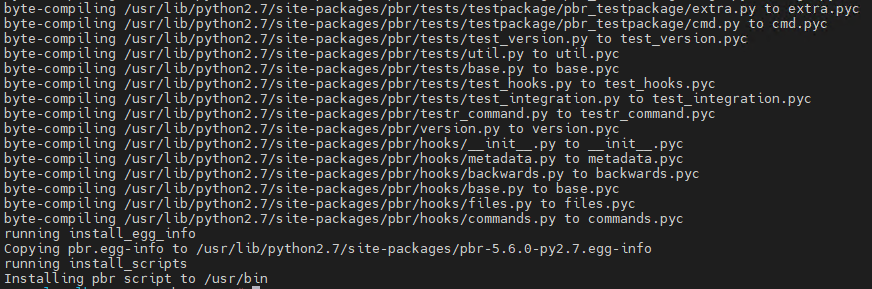 byte-compiling /usr/lib/python2.7/site-packages/pbr/tests/testpackage/pbr_testpackage/extra.py to extra.pyc
byte-compiling /usr/lib/python2.7/site-packages/pbr/tests/testpackage/pbr_testpackage/cmd.py to cmd.pyc
byte-compiling /usr/lib/python2.7/site-packages/pbr/tests/test_version.py to test_version.pyc
byte-compiling /usr/lib/python2.7/site-packages/pbr/tests/util.py to util.pyc
byte-compiling /usr/lib/python2.7/site-packages/pbr/tests/base.py to base.pyc
byte-compiling /usr/lib/python2.7/site-packages/pbr/tests/test_hooks.py to test_hooks.pyc
byte-compiling /usr/lib/python2.7/site-packages/pbr/tests/test_integration.py to test_integration.pyc
byte-compiling /usr/lib/python2.7/site-packages/pbr/testr_command.py to testr_command.pyc
byte-compiling /usr/lib/python2.7/site-packages/pbr/version.py to version.pyc
byte-compiling /usr/lib/python2.7/site-packages/pbr/hooks/__init__.py to __init__.pyc
byte-compiling /usr/lib/python2.7/site-packages/pbr/hooks/metadata.py to metadata.pyc
byte-compiling /usr/lib/python2.7/site-packages/pbr/hooks/backwards.py to backwards.pyc
byte-compiling /usr/lib/python2.7/site-packages/pbr/hooks/base.py to base.pyc
byte-compiling /usr/lib/python2.7/site-packages/pbr/hooks/files.py to files.pyc
byte-compiling /usr/lib/python2.7/site-packages/pbr/hooks/commands.py to commands.pyc
running install_egg_info
Copying pbr.egg-info to /usr/lib/python2.7/site-packages/pbr-5.6.0-py2.7.egg-info
running install_scripts
Installing pbr script to /usr/bin